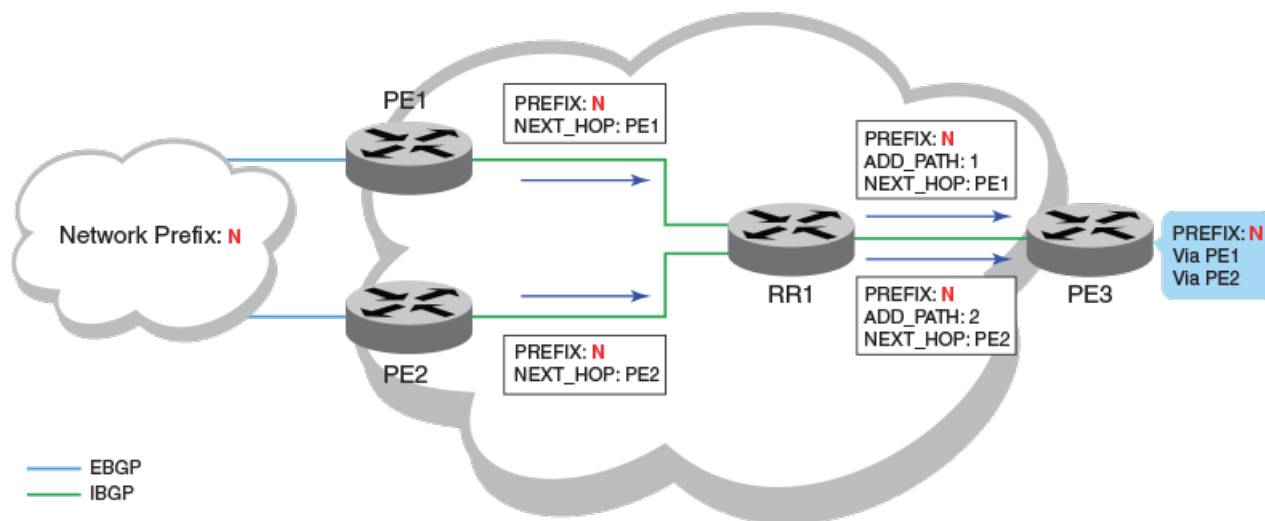 PE1
PREFIX: N
NEXT_HOP: PE1
PREFIX: N
ADD_PATH: 1
NEXT_HOP: PE1
Network Prefix: N
PREFIX: N
Via PE1
Via PE2
RR1
PE3
PREFIX: N
ADD_PATH: 2
NEXT_HOP: PE2
PE2
PREFIX: N
NEXT_HOP: PE2
EBGP
IBGP